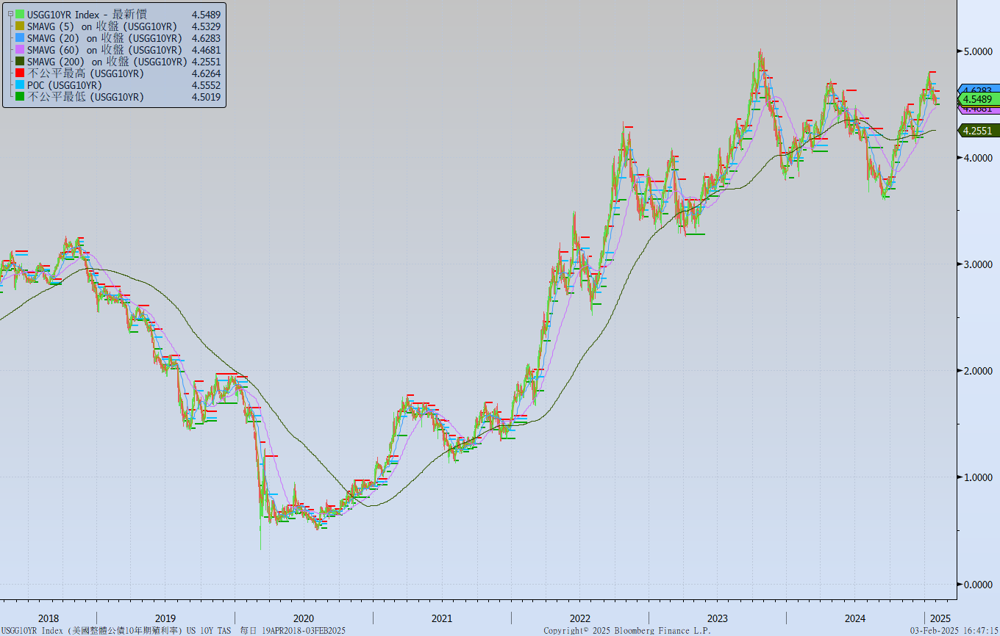 USGG10YR Index - 最新價 4.5489
SMAVG (5) on 收盤 (USGG10YR) 4.5329
SMAVG (20) on 收盤 (USGG10YR) 4.6283
SMAVG (60) on 收盤 (USGG10YR) 4.4681
SMAVG (200) on 收盤 (USGG10YR) 4.2551
不公平最高 (USGG10YR) 4.6264
POC (USGG10YR) 4.5552
不公平最低 (USGG10YR) 4.5019
5.0000
4.6283
4.5489
4.4681
4.2551
4.0000
3.0000
2.0000
1.0000
0.0000
2018 2019 2020 2021 2022 2023 2024 2025
USGG10YR Index (美國整體公債10年期殖利率) US 10Y TAS 每日 19APR2018-03FEB2025 Copyright© 2025 Bloomberg Finance L.P. 03-Feb-2025 16:47:15